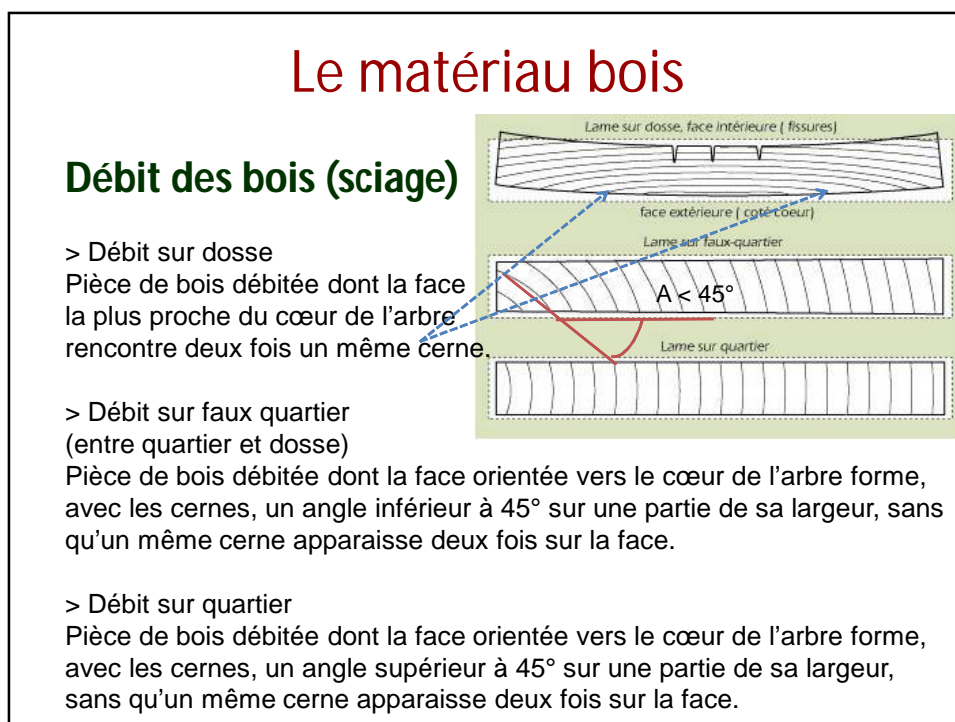 Le matériau bois
Débit des bois (sciage)
> Débit sur dosse
Pièce de bois débitée dont la face
la plus proche du cœur de l'arbre
rencontre deux fois un même cerne.
> Débit sur faux quartier
(entre quartier et dosse)
Pièce de bois débitée dont la face orientée vers le cœur de l'arbre forme,
avec les cernes, un angle inférieur à 45° sur une partie de sa largeur, sans
qu'un même cerne apparaisse deux fois sur la face.
> Débit sur quartier
Pièce de bois débitée dont la face orientée vers le cœur de l'arbre forme,
avec les cernes, un angle supérieur à 45° sur une partie de sa largeur,
sans qu'un même cerne apparaisse deux fois sur la face.
Lame sur dosse, face intérieure ( fissures)
face extérieure ( coté coeur)
Lame sur faux-quartier
A < 45°
Lame sur quartier